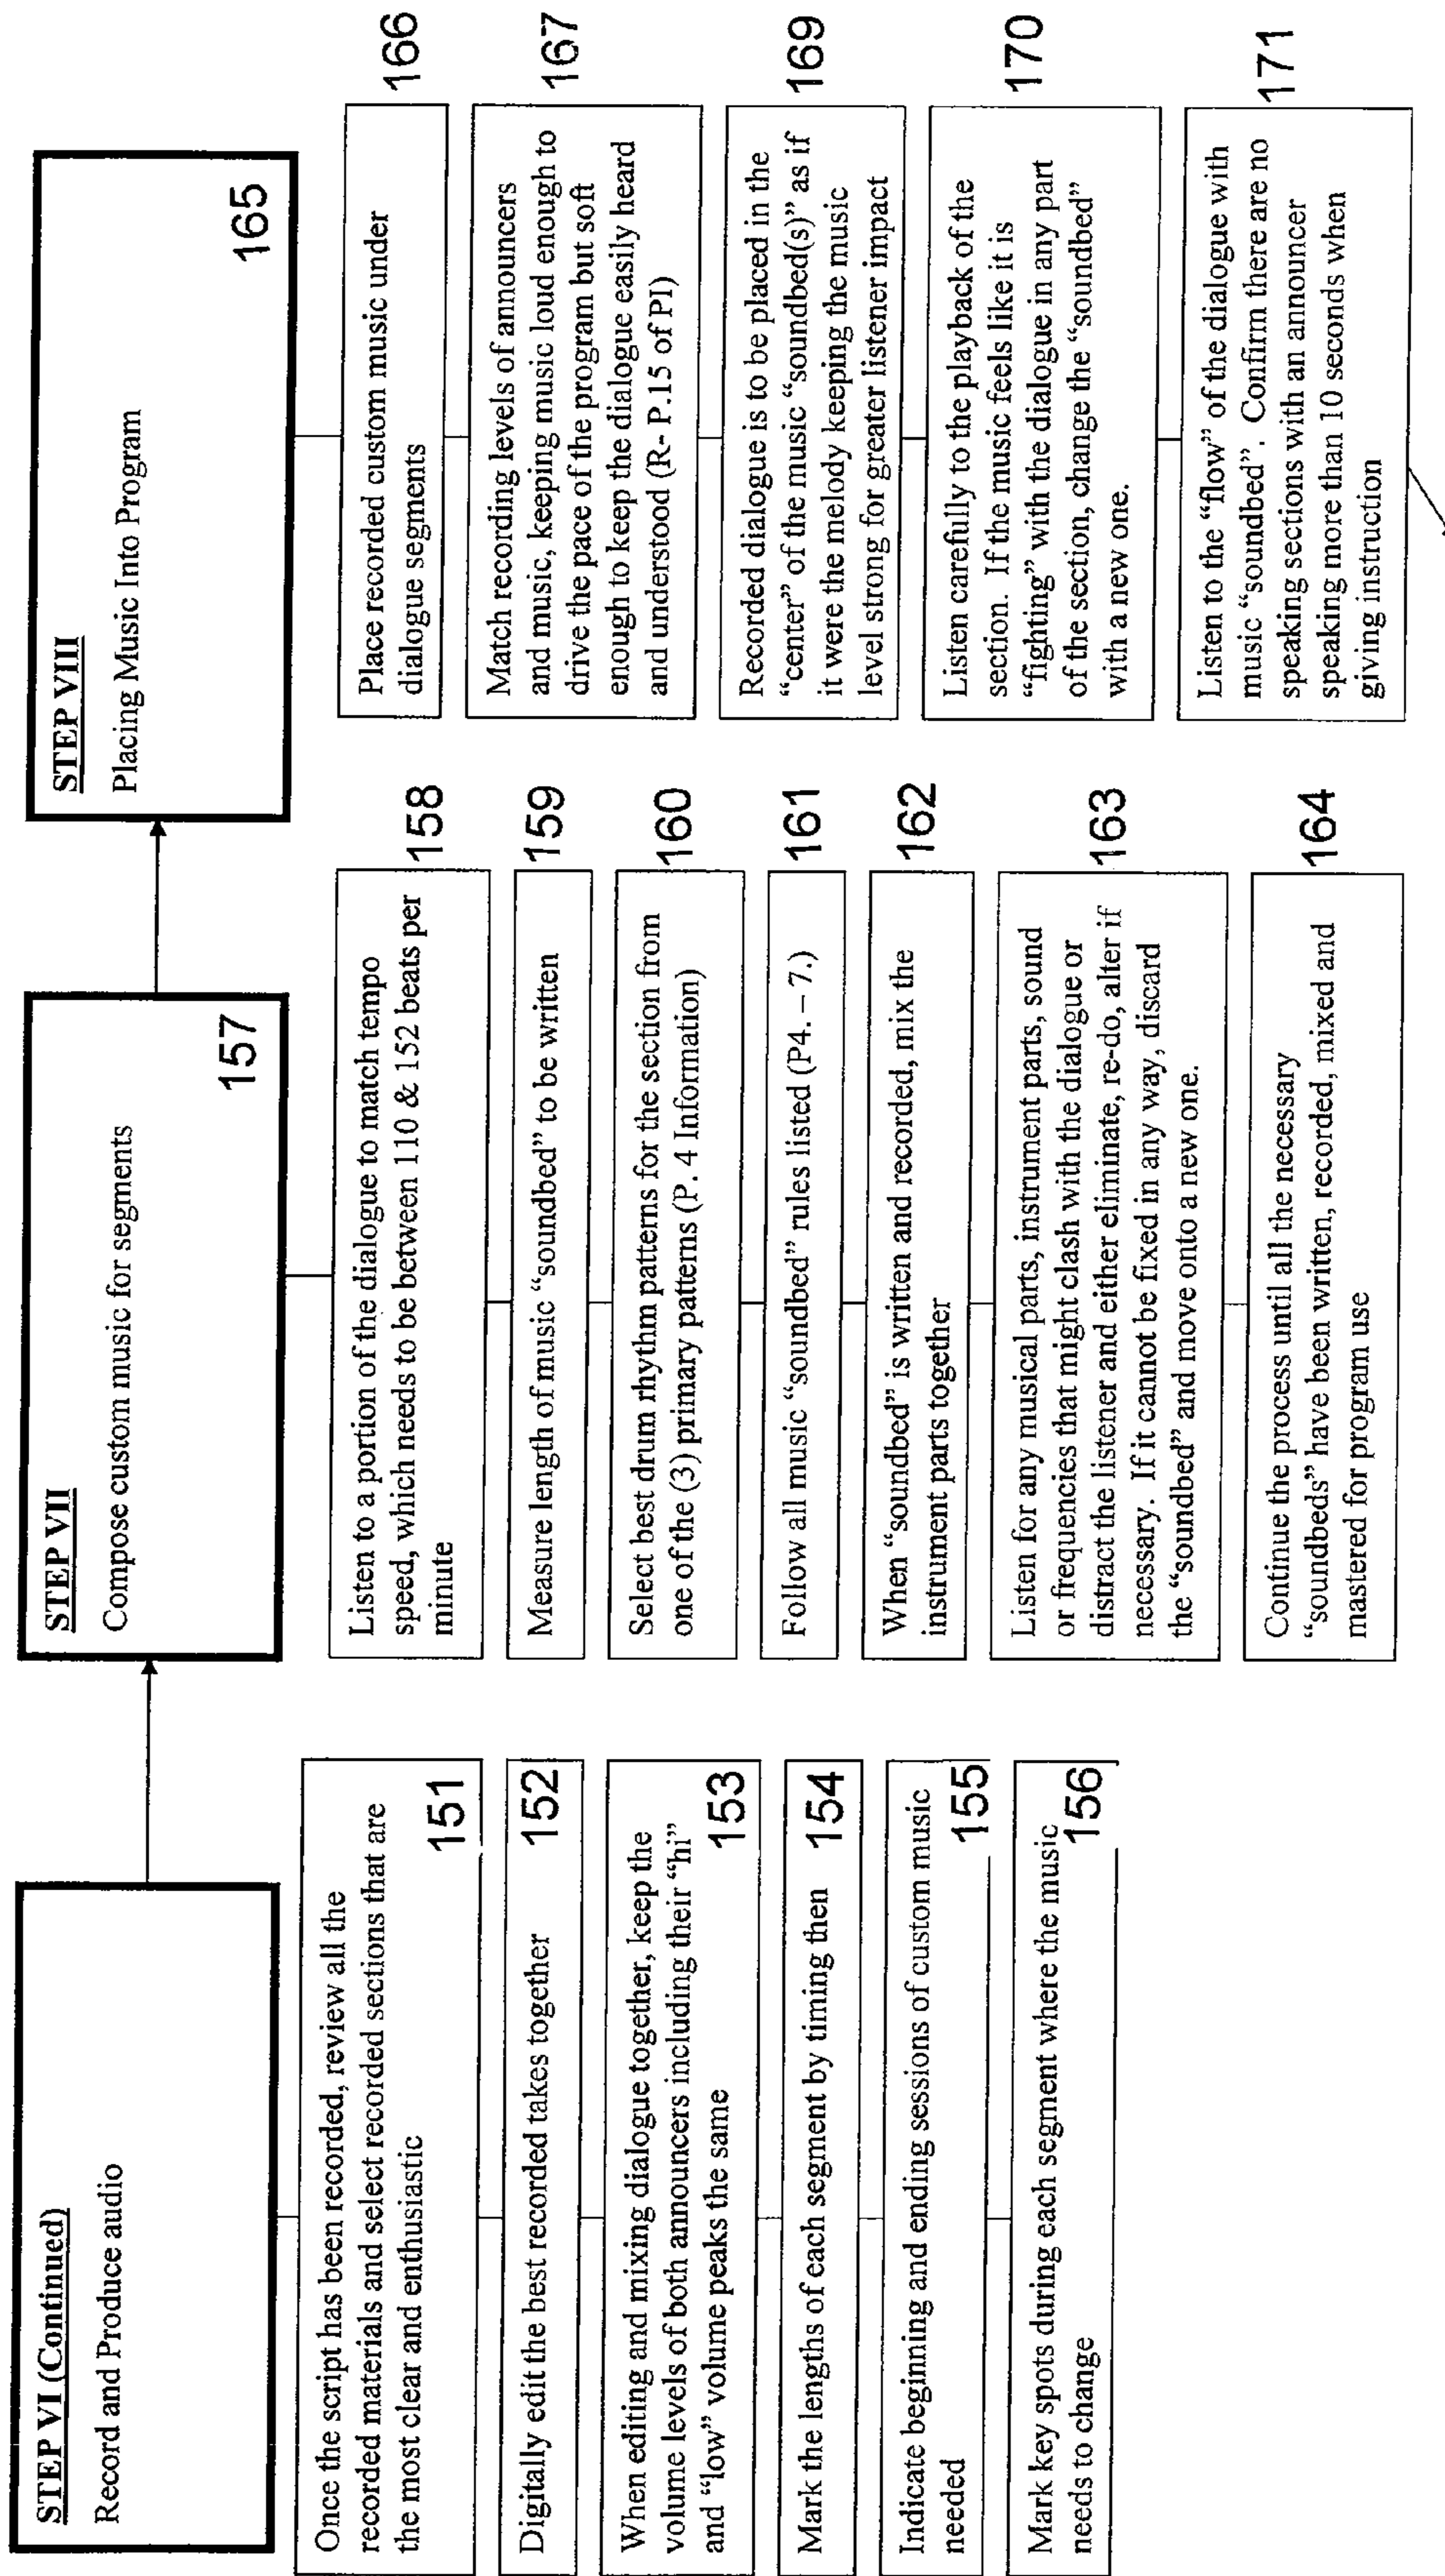 STEP VI (Continued)
Record and Produce audio
Once the script has been recorded, review all the
recorded materials and select recorded sections that are
the most clear and enthusiastic
151
Digitally edit the best recorded takes together
152
When editing and mixing dialogue together, keep the
volume levels of both announcers including their “hi”
and “low” volume peaks the same
153
Mark the lengths of each segment by timing then
154
Indicate beginning and ending sessions of custom music
needed
155
Mark key spots during each segment where the music
needs to change
156
STEP VII
Compose custom music for segments
157
Listen to a portion of the dialogue to match tempo
speed, which needs to be between 110 & 152 beats per
minute
158
Measure length of music “soundbed” to be written
159
Select best drum rhythm patterns for the section from
one of the (3) primary patterns (P. 4 Information)
160
Follow all music “soundbed” rules listed (P4. – 7.)
161
When “soundbed” is written and recorded, mix the
instrument parts together
162
Listen for any musical parts, instrument parts, sound
or frequencies that might clash with the dialogue or
distract the listener and either eliminate, re-do, alter if
necessary. If it cannot be fixed in any way, discard
the “soundbed” and move onto a new one.
163
Continue the process until all the necessary
“soundbeds” have been written, recorded, mixed and
mastered for program use
164
STEP VIII
Placing Music Into Program
165
Place recorded custom music under
dialogue segments
166
Match recording levels of announcers
and music, keeping music loud enough to
drive the pace of the program but soft
enough to keep the dialogue easily heard
and understood (R- P.15 of PI)
167
Recorded dialogue is to be placed in the
“center” of the music “soundbed(s)” as if
it were the melody keeping the music
level strong for greater listener impact
169
Listen carefully to the playback of the
section. If the music feels like it is
“fighting” with the dialogue in any part
of the section, change the “soundbed”
with a new one.
170
Listen to the “flow” of the dialogue with
music “soundbed”. Confirm there are no
speaking sections with an announcer
speaking more than 10 seconds when
giving instruction
171